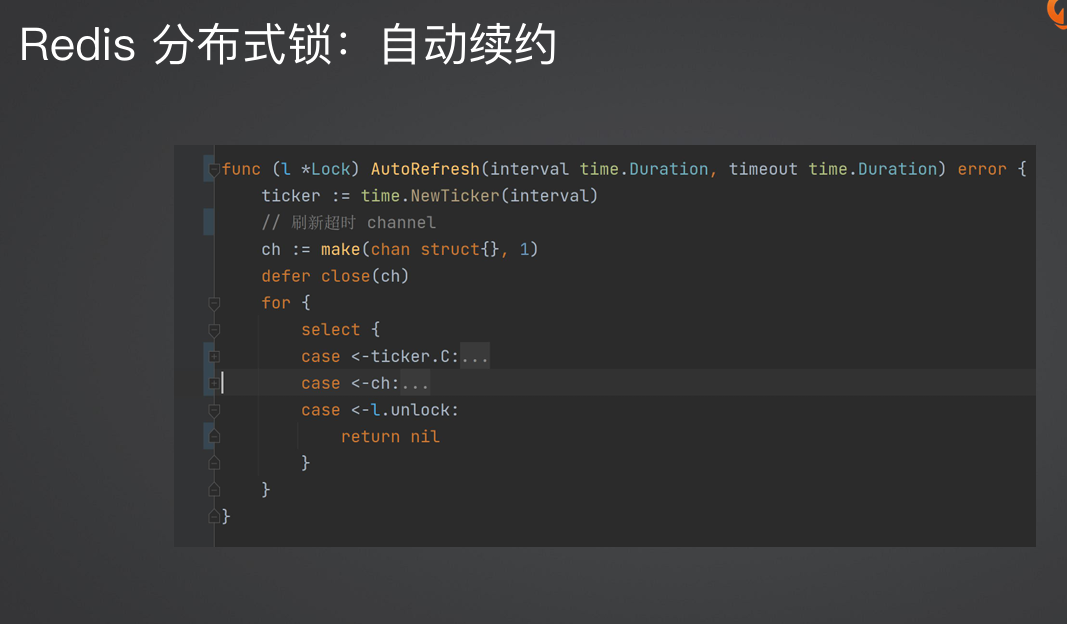 Redis 分布式锁：自动续约
func (l *Lock) AutoRefresh(interval time.Duration, timeout time.Duration) error {
    ticker := time.NewTicker(interval)
    // 刷新超时 channel
    ch := make(chan struct{}, 1)
    defer close(ch)
    for {
        select {
        case <-ticker.C:...
        case <-ch:...
        case <-l.unlock:
            return nil
        }
    }
}